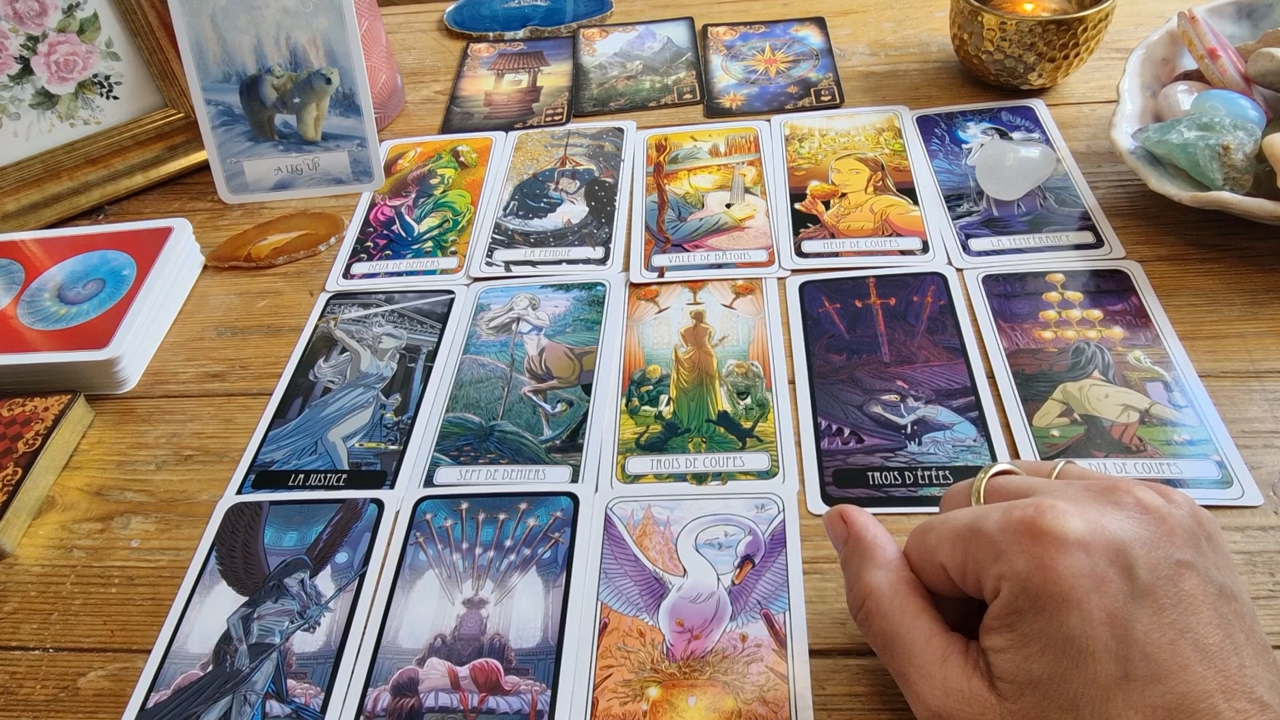 A LEG UP
DEUX DE DENIERS
LA PENDUE
VALET DE BÂTONS
NEUF DE COUPES
LA TEMPÉRANCE
LA JUSTICE
SEPT DE DENIERS
TROIS DE COUPES
TROIS D'ÉPÉES
DIX DE COUPES